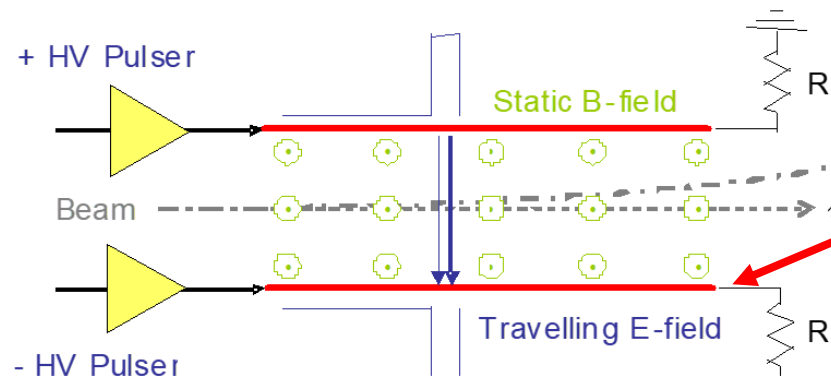 + HV Pulser
R
Static B-field
Beam
Travelling E-field
R
- HV Pulser